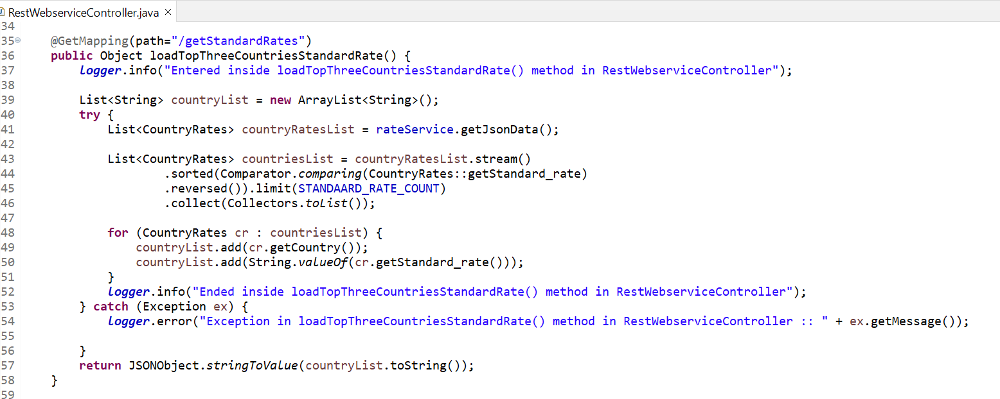 RestWebserviceController.java
34
35 @GetMapping(path="/getStandardRates")
36 public Object loadTopThreeCountriesStandardRate() {
37 logger.info("Entered inside loadTopThreeCountriesStandardRate() method in RestWebserviceController");
38
39 List<String> countryList = new ArrayList<String>();
40 try {
41 List<CountryRates> countryRatesList = rateService.getJsonData();
42
43 List<CountryRates> countriesList = countryRatesList.stream()
44 .sorted(Comparator.comparing(CountryRates::getStandard_rate)
45 .reversed()).limit(STANDAARD_RATE_COUNT)
46 .collect(Collectors.toList());
47
48 for (CountryRates cr : countriesList) {
49 countryList.add(cr.getCountry());
50 countryList.add(String.valueOf(cr.getStandard_rate()));
51 }
52 logger.info("Ended inside loadTopThreeCountriesStandardRate() method in RestWebserviceController");
53 } catch (Exception ex) {
54 logger.error("Exception in loadTopThreeCountriesStandardRate() method in RestWebserviceController :: " + ex.getMessage());
55
56 }
57 return JSONObject.stringToValue(countryList.toString());
58 }
59